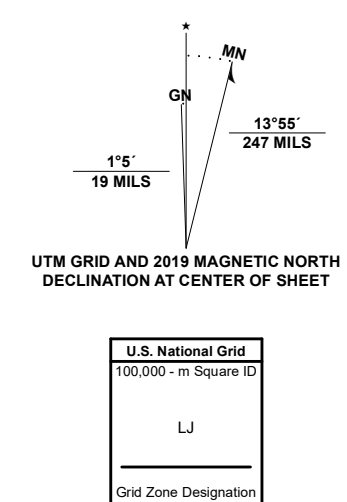 ★
MN
GN
13°55´
247 MILS
1°5´
19 MILS
UTM GRID AND 2019 MAGNETIC NORTH
DECLINATION AT CENTER OF SHEET
U.S. National Grid
100,000 - m Square ID
LJ
Grid Zone Designation